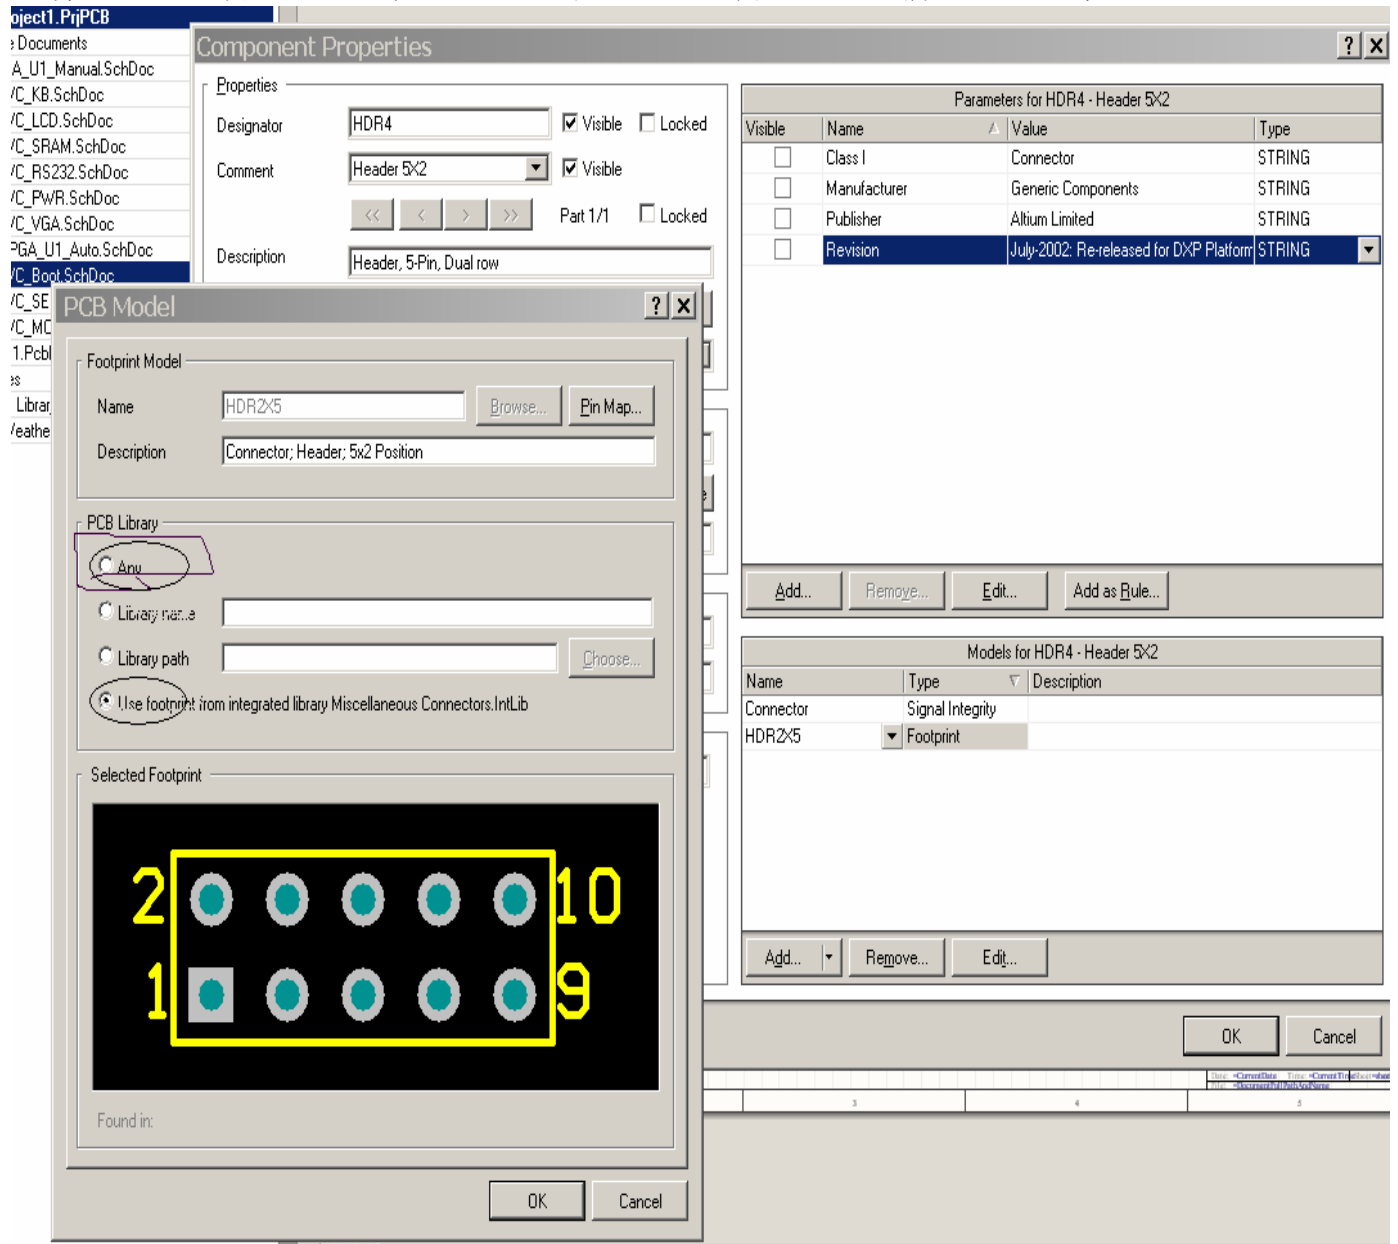 oject1.PrjPCB
Documents
A_U1_Manual.SchDoc
/C_KB.SchDoc
/C_LCD.SchDoc
/C_SRAM.SchDoc
/C_RS232.SchDoc
/C_PWR.SchDoc
/C_VGA.SchDoc
PGA_U1_Auto.SchDoc
/C_Boot.SchDoc
/C_SE
/C_MC
1.Pcbl
es
Librar
/eathe
Component Properties
Properties
Designator HDR4 Visible Locked
Comment Header 5X2 Visible
<< < > >> Part 1/1 Locked
Description Header, 5-Pin, Dual row
Parameters for HDR4 - Header 5X2
Visible Name Value Type
Class I Connector STRING
Manufacturer Generic Components STRING
Publisher Altium Limited STRING
Revision July-2002: Re-released for DXP Platform STRING
Add... Remove... Edit... Add as Rule...
Models for HDR4 - Header 5X2
Name Type Description
Connector Signal Integrity
HDR2X5 Footprint
Add... Remove... Edit...
OK Cancel
PCB Model
Footprint Model
Name HDR2X5 Browse... Pin Map...
Description Connector; Header; 5x2 Position
PCB Library
Any
Library name
Library path Choose...
Use footprint from integrated library Miscellaneous Connectors.IntLib
Selected Footprint
2 10
1 9
Found in:
OK Cancel
3 4 5